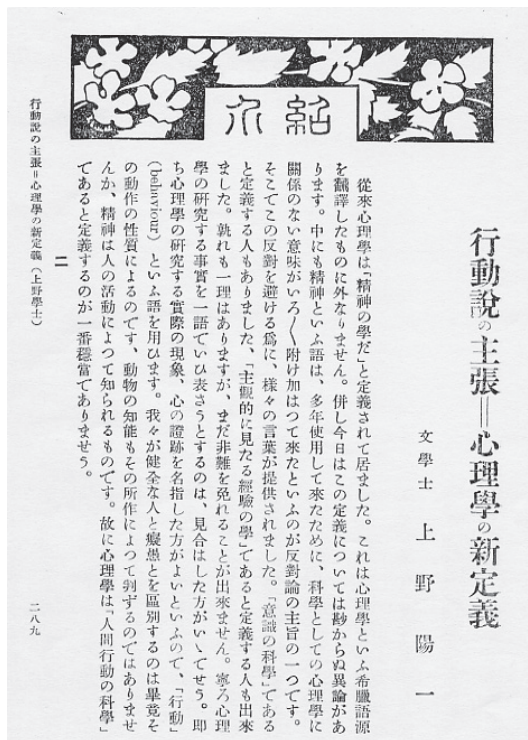 紹介
行動說の主張＝心理學の新定義
文學士 上野陽一
從來心理學は「精神の學だ」と定義されて居ました。これは心理學といふ希臘語源
を飜譯したものに外なりません。併し今日はこの定義については尠からぬ異論があ
ります。中にも精神といふ語は、多年使用して來たために、科學としての心理學に
關係のない意味がいろ〱附け加はつて來たといふのが反對論の主旨の一つです。
そこでこの反對を避ける爲に、樣々の言葉が提供されました。「意識の科學」である
と定義する人もありました、「主觀的に見たる經驗の學」であると定義する人も出來
ました。孰れも一理はありますが、まだ非難を免れることが出來ません。寧ろ心理
學の硏究する事實を一語でいひ表さうとするのは、見合はした方がいゝでせう。卽
ち心理學の硏究する實際の現象、心の證跡を名指した方がよいといふので、「行動」
(behaviour) といふ語を用ひます。我々が健全な人と癡愚とを區別するのは畢竟そ
の動作の性質によるのです、動物の知能もその所作によつて判ずるのではありませ
んか、精神は人の活動によつて知られるものです。故に心理學は「人間行動の科學」
であると定義するのが一番穩當でありませう。
二
行動說の主張＝心理學の新定義（上野學士）
二八九